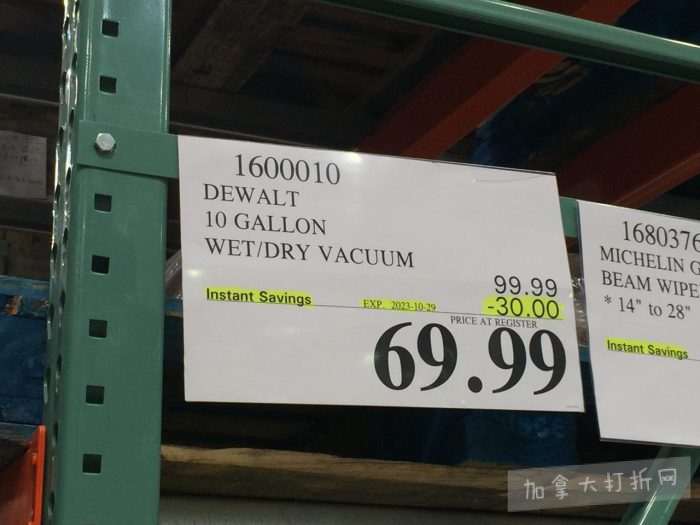 1600010
DEWALT
10 GALLON
WET/DRY VACUUM
99.99
Instant Savings EXP. 2023-10-29 -30.00
PRICE AT REGISTER
69.99
1680376
MICHELIN G
BEAM WIPE
* 14" to 28"
Instant Savings
加拿大打折网